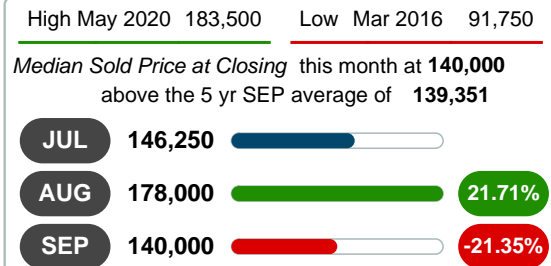 High May 2020 183,500 Low Mar 2016 91,750
Median Sold Price at Closing this month at 140,000
above the 5 yr SEP average of 139,351
JUL 146,250
AUG 178,000 21.71%
SEP 140,000 -21.35%